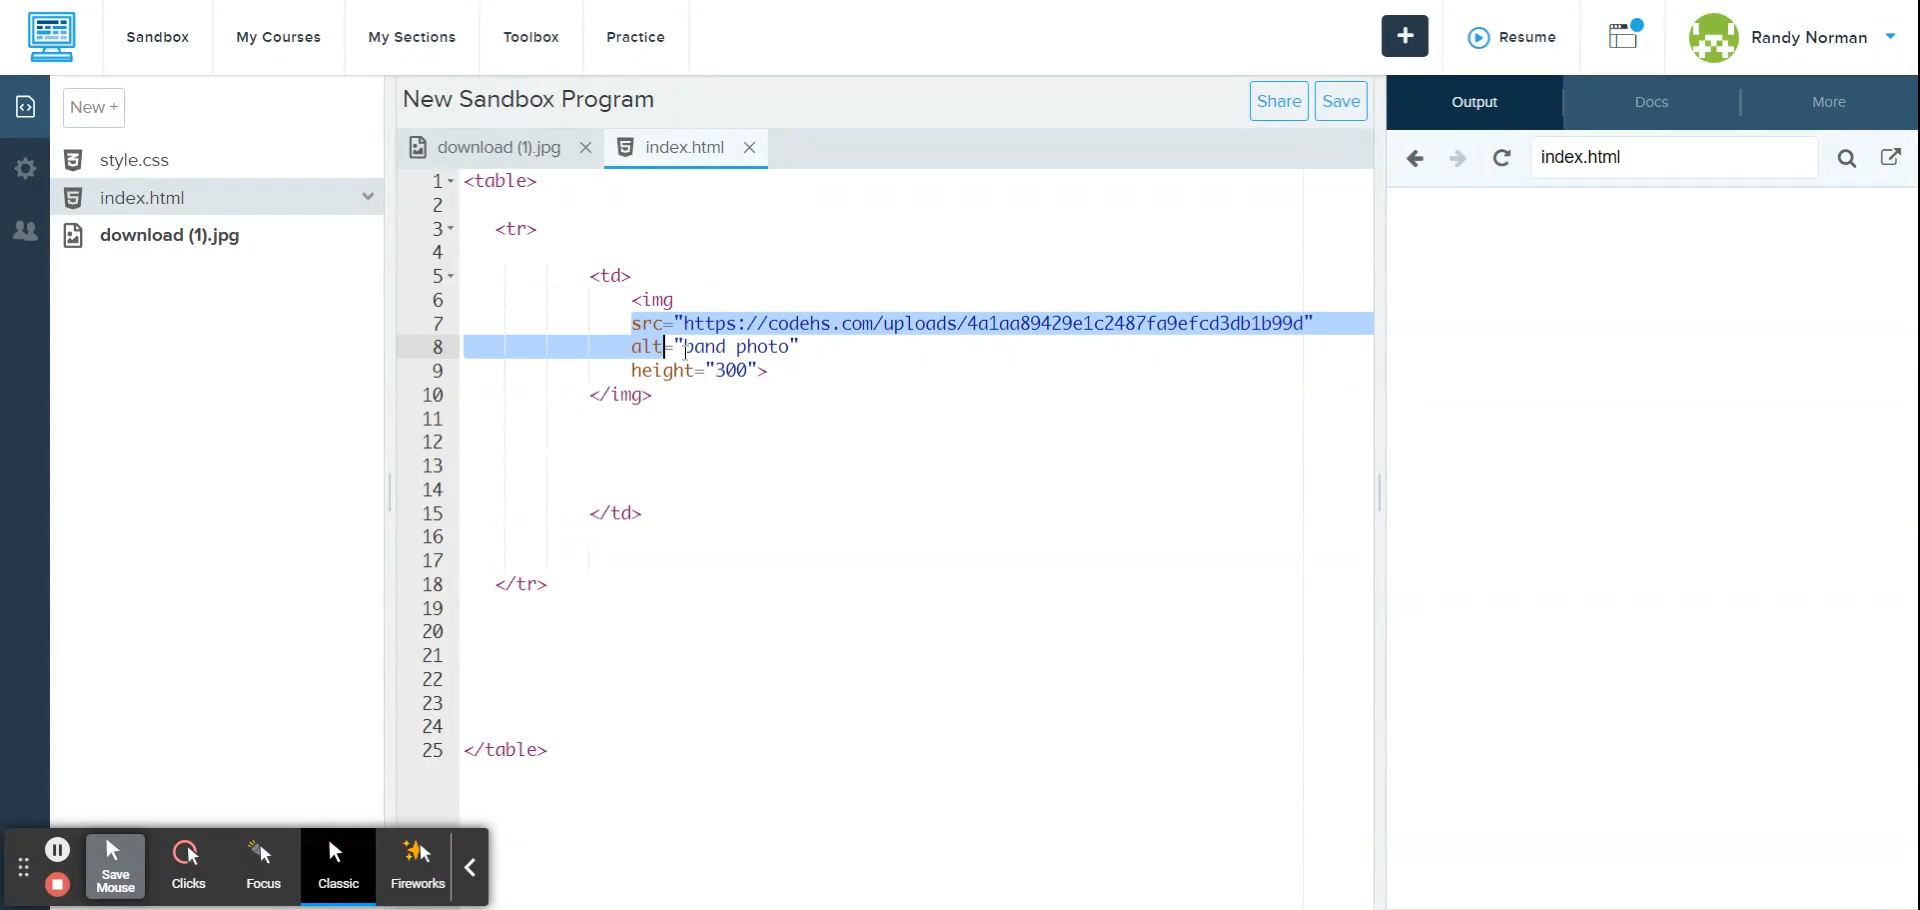 Sandbox My Courses My Sections Toolbox Practice + Resume Randy Norman
New +
style.css
index.html
download (1).jpg
New Sandbox Program Share Save
download (1).jpg index.html
1 <table>
2
3 <tr>
4
5 <td>
6 <img
7 src="https://codehs.com/uploads/4a1aa89429e1c2487fa9efcd3db1b99d"
8 alt="band photo"
9 height="300">
10 </img>
11
12
13
14
15 </td>
16
17
18 </tr>
19
20
21
22
23
24
25 </table>
Output Docs More
index.html
Save Mouse Clicks Focus Classic Fireworks